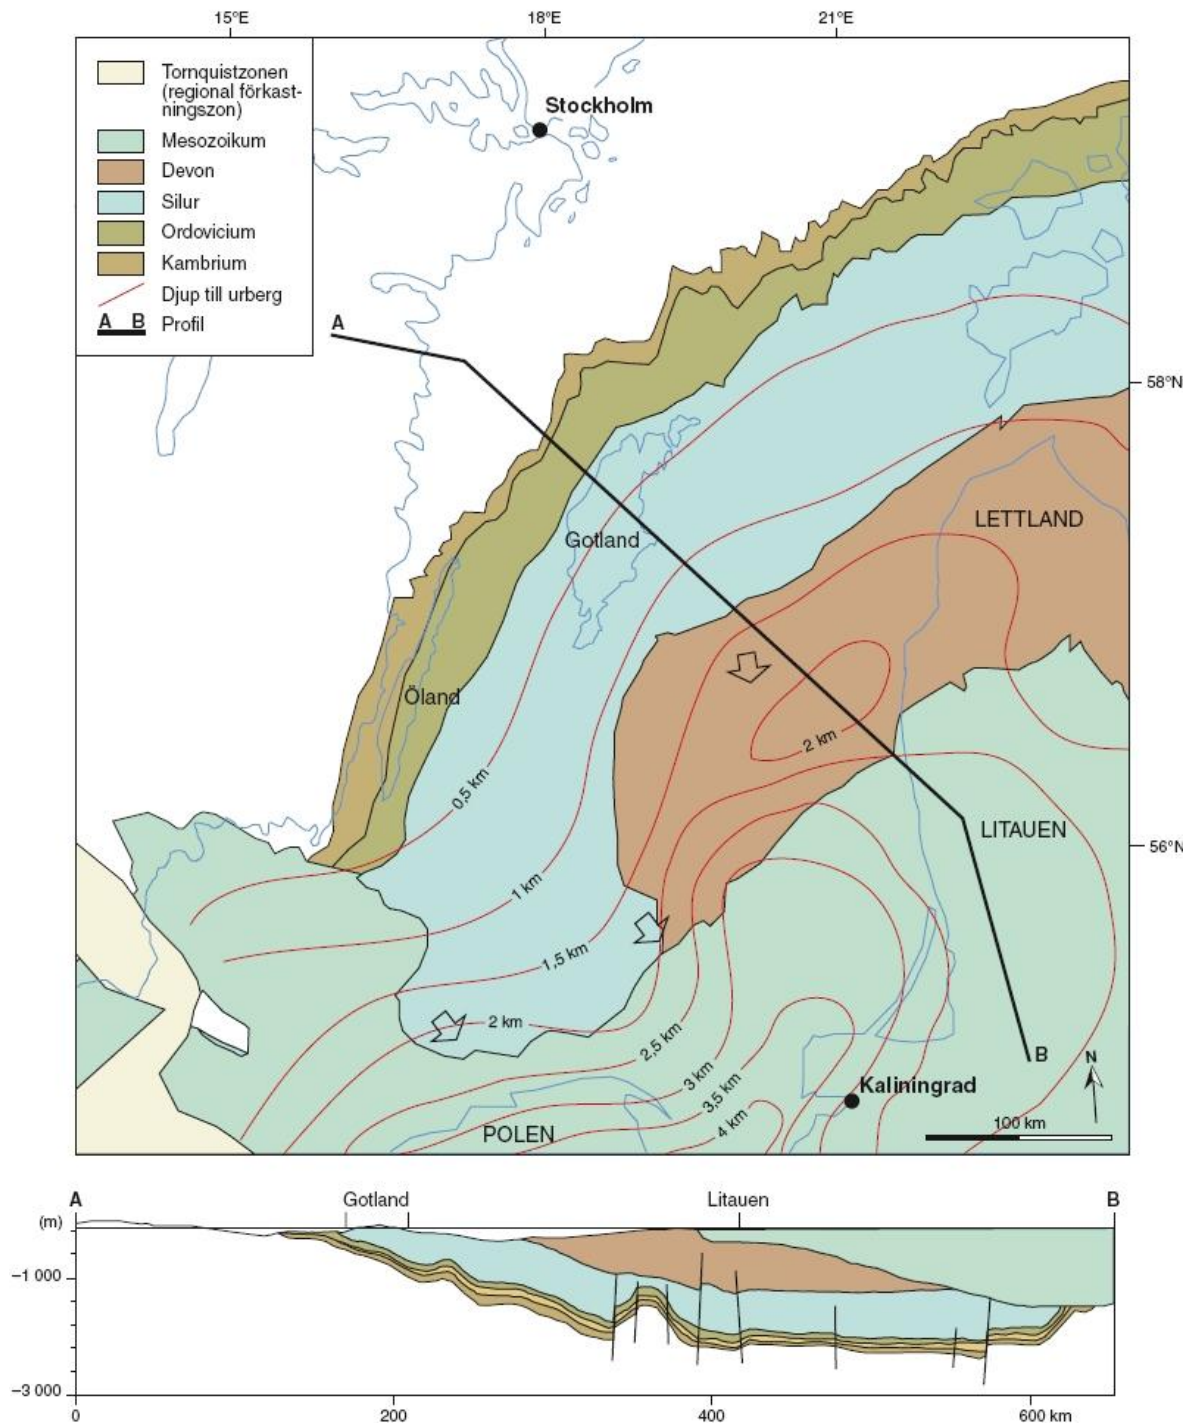 15°E 18°E 21°E
Tornquistzonen
(regional förkast-
ningszon)
Mesozoikum
Devon
Silur
Ordovicium
Kambrium
Djup till urberg
A B Profil
Stockholm
A
58°N
LETTLAND
Gotland
Öland
2 km
0,5 km
LITAUEN
56°N
1 km
1,5 km
2 km
2,5 km
B
N
3 km
Kaliningrad
3,5 km
4 km
100 km
POLEN
A Gotland Litauen B
(m)
0
–1 000
–3 000
0 200 400 600 km